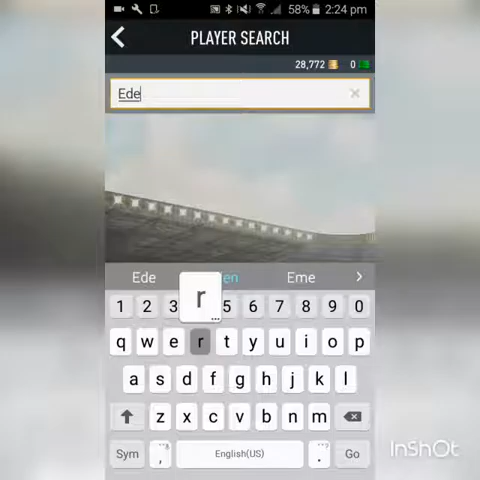 58% 2:24 pm
PLAYER SEARCH
28,772 0
Ede
Ede en Eme
r
1 2 3 5 6 7 8 9 0
q w e r t y u i o p
a s d f g h j k l
z x c v b n m
Sym , English(US) . Go
InShOt